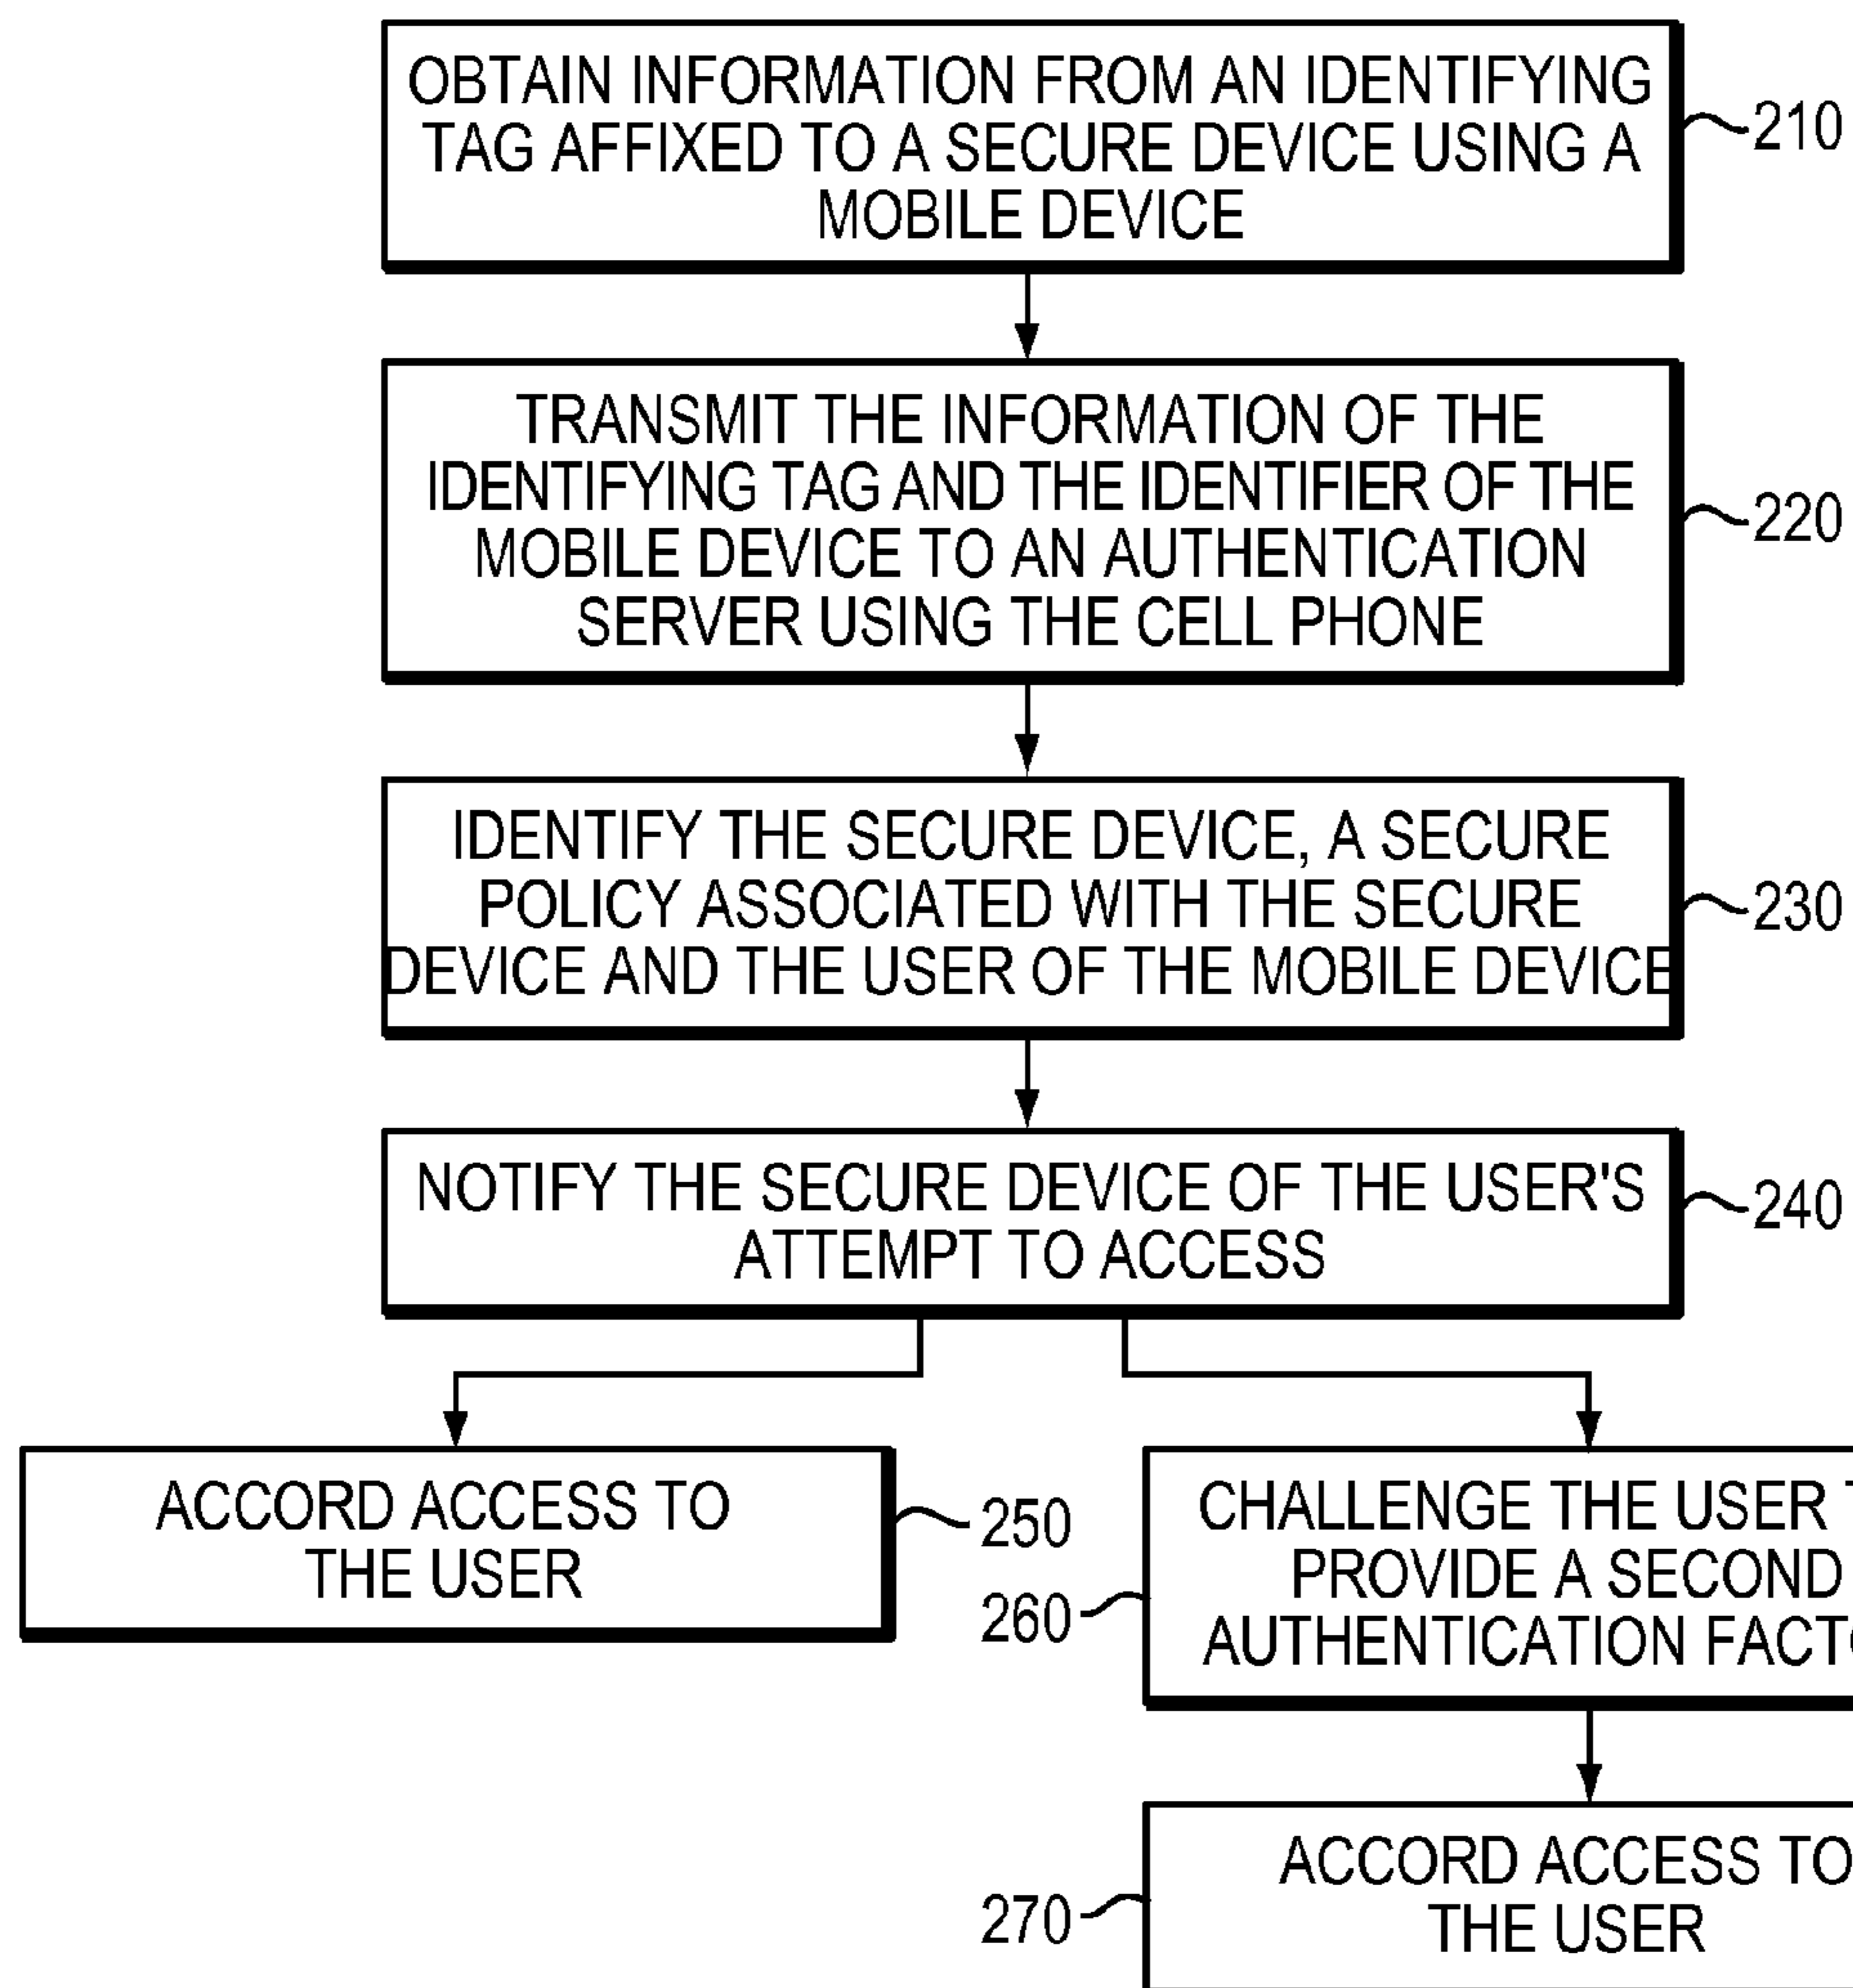 OBTAIN INFORMATION FROM AN IDENTIFYING
TAG AFFIXED TO A SECURE DEVICE USING A
MOBILE DEVICE
210
TRANSMIT THE INFORMATION OF THE
IDENTIFYING TAG AND THE IDENTIFIER OF THE
MOBILE DEVICE TO AN AUTHENTICATION
SERVER USING THE CELL PHONE
220
IDENTIFY THE SECURE DEVICE, A SECURE
POLICY ASSOCIATED WITH THE SECURE
DEVICE AND THE USER OF THE MOBILE DEVICE
230
NOTIFY THE SECURE DEVICE OF THE USER'S
ATTEMPT TO ACCESS
240
ACCORD ACCESS TO
THE USER
250
260
CHALLENGE THE USER
PROVIDE A SECOND
AUTHENTICATION
270
ACCORD ACCESS TO
THE USER